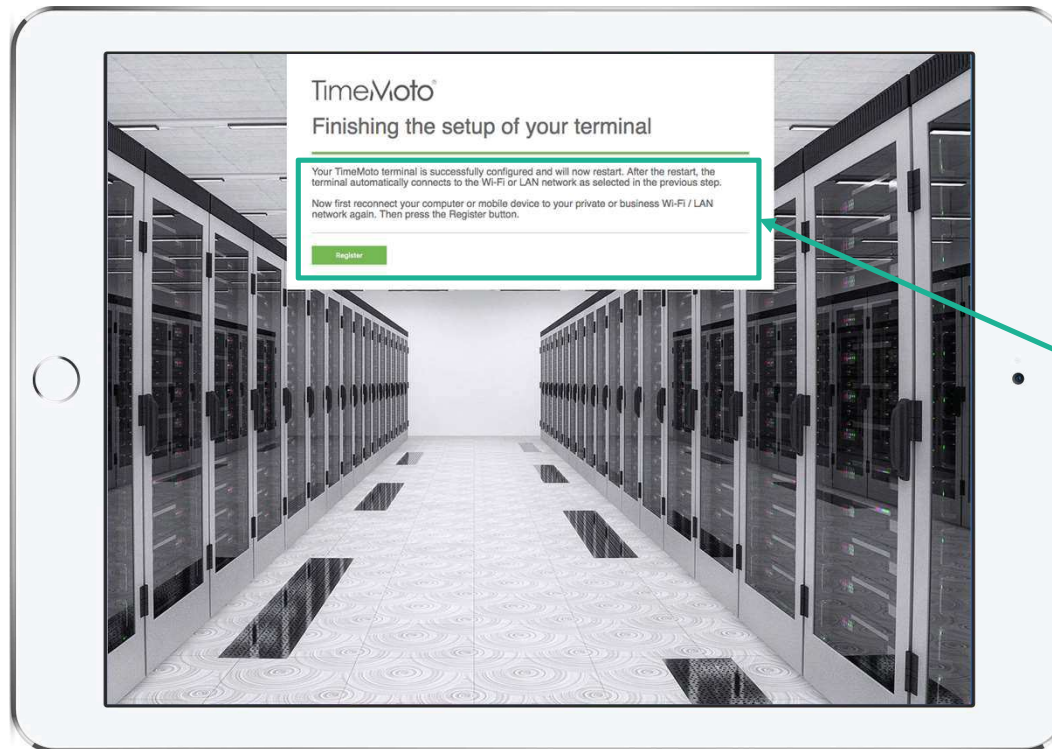 TimeMoto®
Finishing the setup of your terminal
Your TimeMoto terminal is successfully configured and will now restart. After the restart, the
terminal automatically connects to the Wi-Fi or LAN network as selected in the previous step.
Now first reconnect your computer or mobile device to your private or business Wi-Fi / LAN
network again. Then press the Register button.
Register